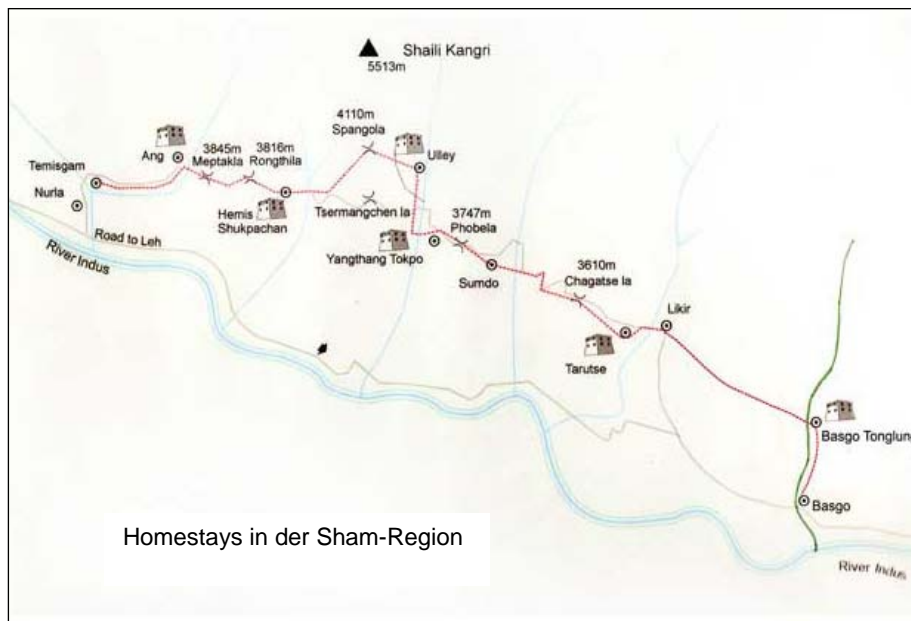 Shaili Kangri
5513m
4110m
Spangola
3845m
Meptakla
3816m
Rongthila
Ang
Ulley
Temisgam
Nurla
Hemis
Shukpachan
Tsermangchen la
3747m
Phobela
Road to Leh
River Indus
Yangthang Tokpo
Sumdo
3610m
Chagatse la
Likir
Tarutse
Basgo Tonglung
Basgo
Homestays in der Sham-Region
River Indus